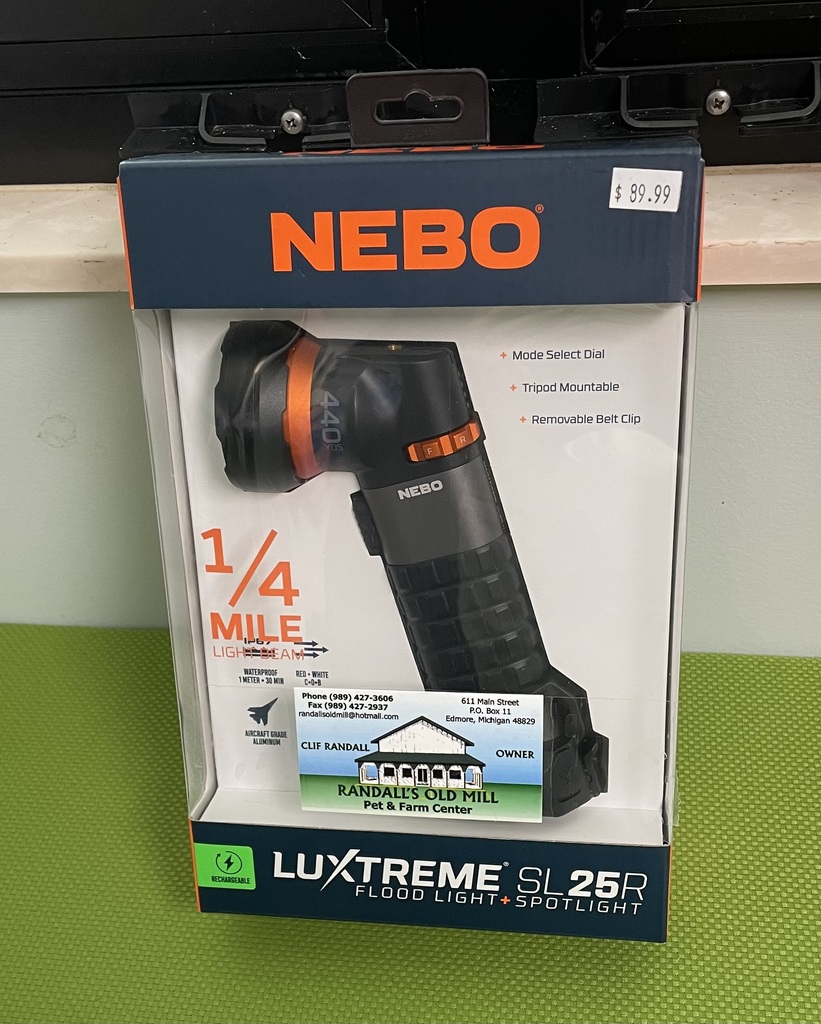 $ 89.99
NEBO®
+ Mode Select Dial
+ Tripod Mountable
+ Removable Belt Clip
440
YDS
F R
NEBO
1/4
MILE
LIGHT BEAM
IP67
WATERPROOF
1 METER • 30 MIN
RED + WHITE
C•O•B
AIRCRAFT GRADE
ALUMINUM
Phone (989) 427-3606
Fax (989) 427-2937
randallsoldmill@hotmail.com
611 Main Street
P.O. Box 11
Edmore, Michigan 48829
CLIF RANDALL
OWNER
RANDALL'S OLD MILL
Pet & Farm Center
RECHARGEABLE
LUXTREME® SL25R
FLOOD LIGHT + SPOTLIGHT